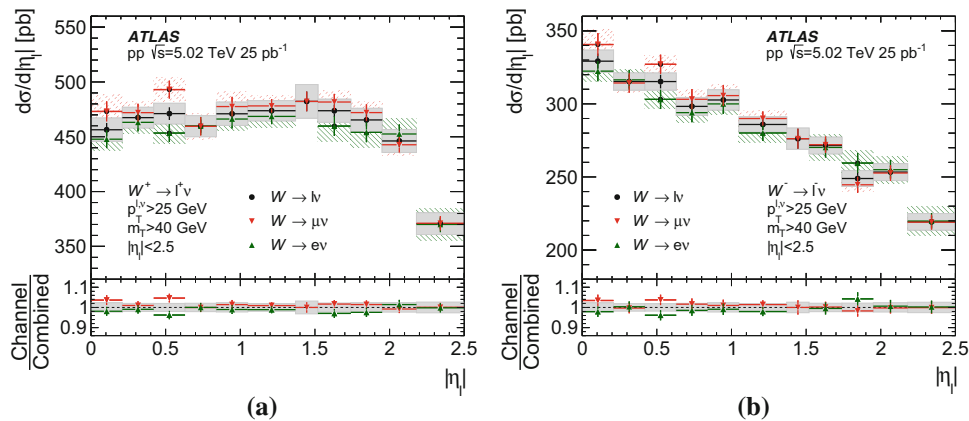 dσ/d|η_l| [pb]
560
550
500
450
400
350
ATLAS
pp √s=5.02 TeV 25 pb⁻¹
W⁺ → l⁺ν
p_T^{l,ν}>25 GeV
m_T>40 GeV
|η_l|<2.5
W → lν
W → μν
W → eν
Channel
Combined
1.1
1
0.9
0 0.5 1 1.5 2 2.5
|η_l|
(a)
dσ/d|η_l| [pb]
350
300
250
200
ATLAS
pp √s=5.02 TeV 25 pb⁻¹
W → lν
W → μν
W → eν
W⁻ → l⁻ν
p_T^{l,ν}>25 GeV
m_T>40 GeV
|η_l|<2.5
Channel
Combined
1.1
1
0.9
0 0.5 1 1.5 2 2.5
|η_l|
(b)